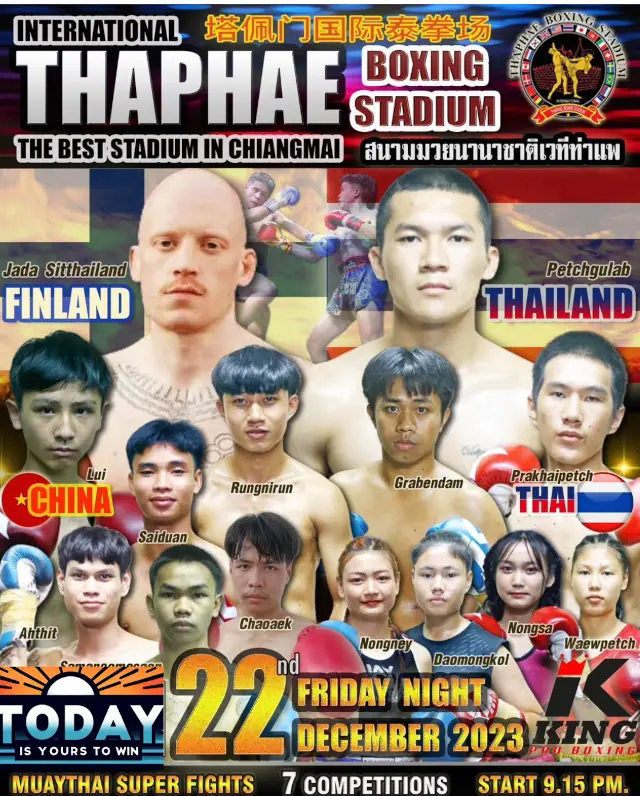 INTERNATIONAL
塔佩门国际泰拳场
THAPHAE
BOXING
STADIUM
THAPHAE BOXING STADIUM
THE BEST STADIUM IN CHIANGMAI
สนามมวยนานาชาติเวทีท่าแพ
Jada Sitthailand
FINLAND
Petchgulab
THAILAND
Lui
CHINA
Rungnirun
Grabendam
Prakhaipetch
THAI
Saiduan
Ahthit
Chaoaek
Nongney
Daomongkol
Nongsa
Waewpetch
TODAY
IS YOURS TO WIN
22nd
FRIDAY NIGHT
DECEMBER 2023
KING
PRO BOXING
MUAYTHAI SUPER FIGHTS
7 COMPETITIONS
START 9.15 PM.